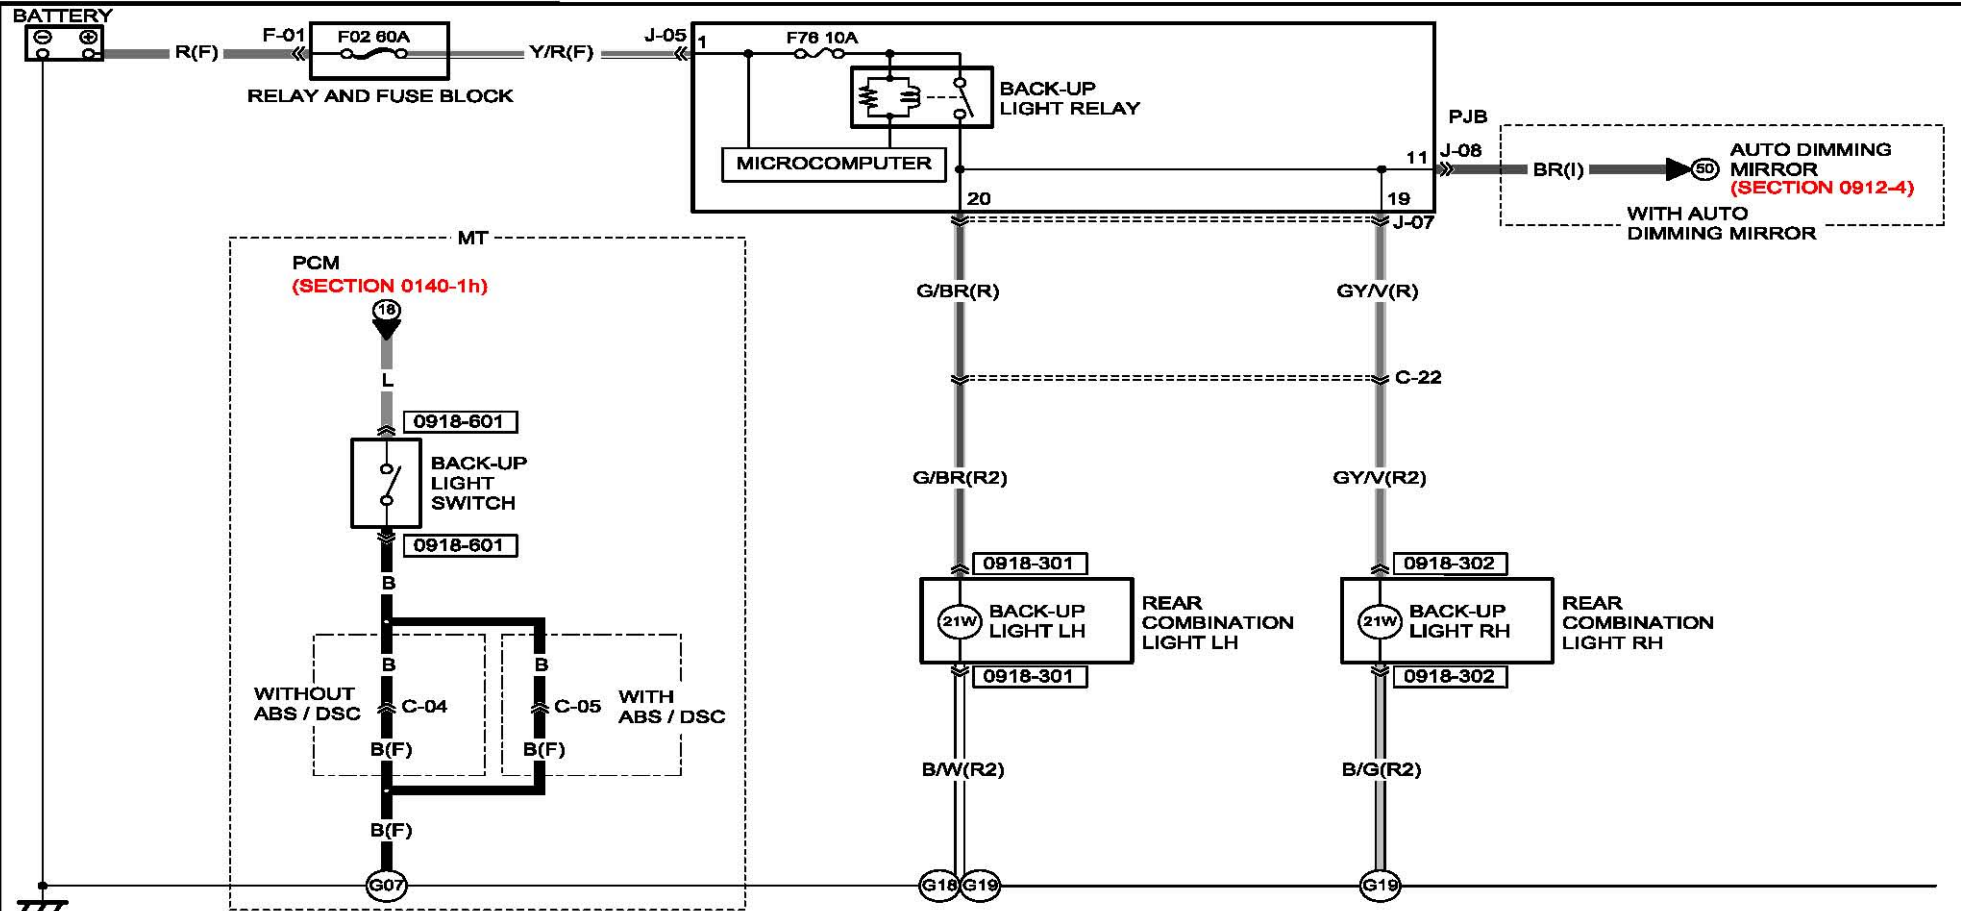 BATTERY
R(F)
F-01
F02 60A
RELAY AND FUSE BLOCK
Y/R(F)
J-05
1
F76 10A
BACK-UP
LIGHT RELAY
MICROCOMPUTER
PJB
11
J-08
BR(I)
50
AUTO DIMMING
MIRROR
(SECTION 0912-4)
WITH AUTO
DIMMING MIRROR
20
19
J-07
MT
PCM
(SECTION 0140-1h)
18
L
0918-601
BACK-UP
LIGHT
SWITCH
0918-601
B
B
B
WITHOUT
ABS / DSC
C-04
C-05
WITH
ABS / DSC
B(F)
B(F)
B(F)
G07
G/BR(R)
GY/V(R)
C-22
G/BR(R2)
GY/V(R2)
0918-301
21W
BACK-UP
LIGHT LH
REAR
COMBINATION
LIGHT LH
0918-301
0918-302
21W
BACK-UP
LIGHT RH
REAR
COMBINATION
LIGHT RH
0918-302
B/W(R2)
B/G(R2)
G18
G19
G19